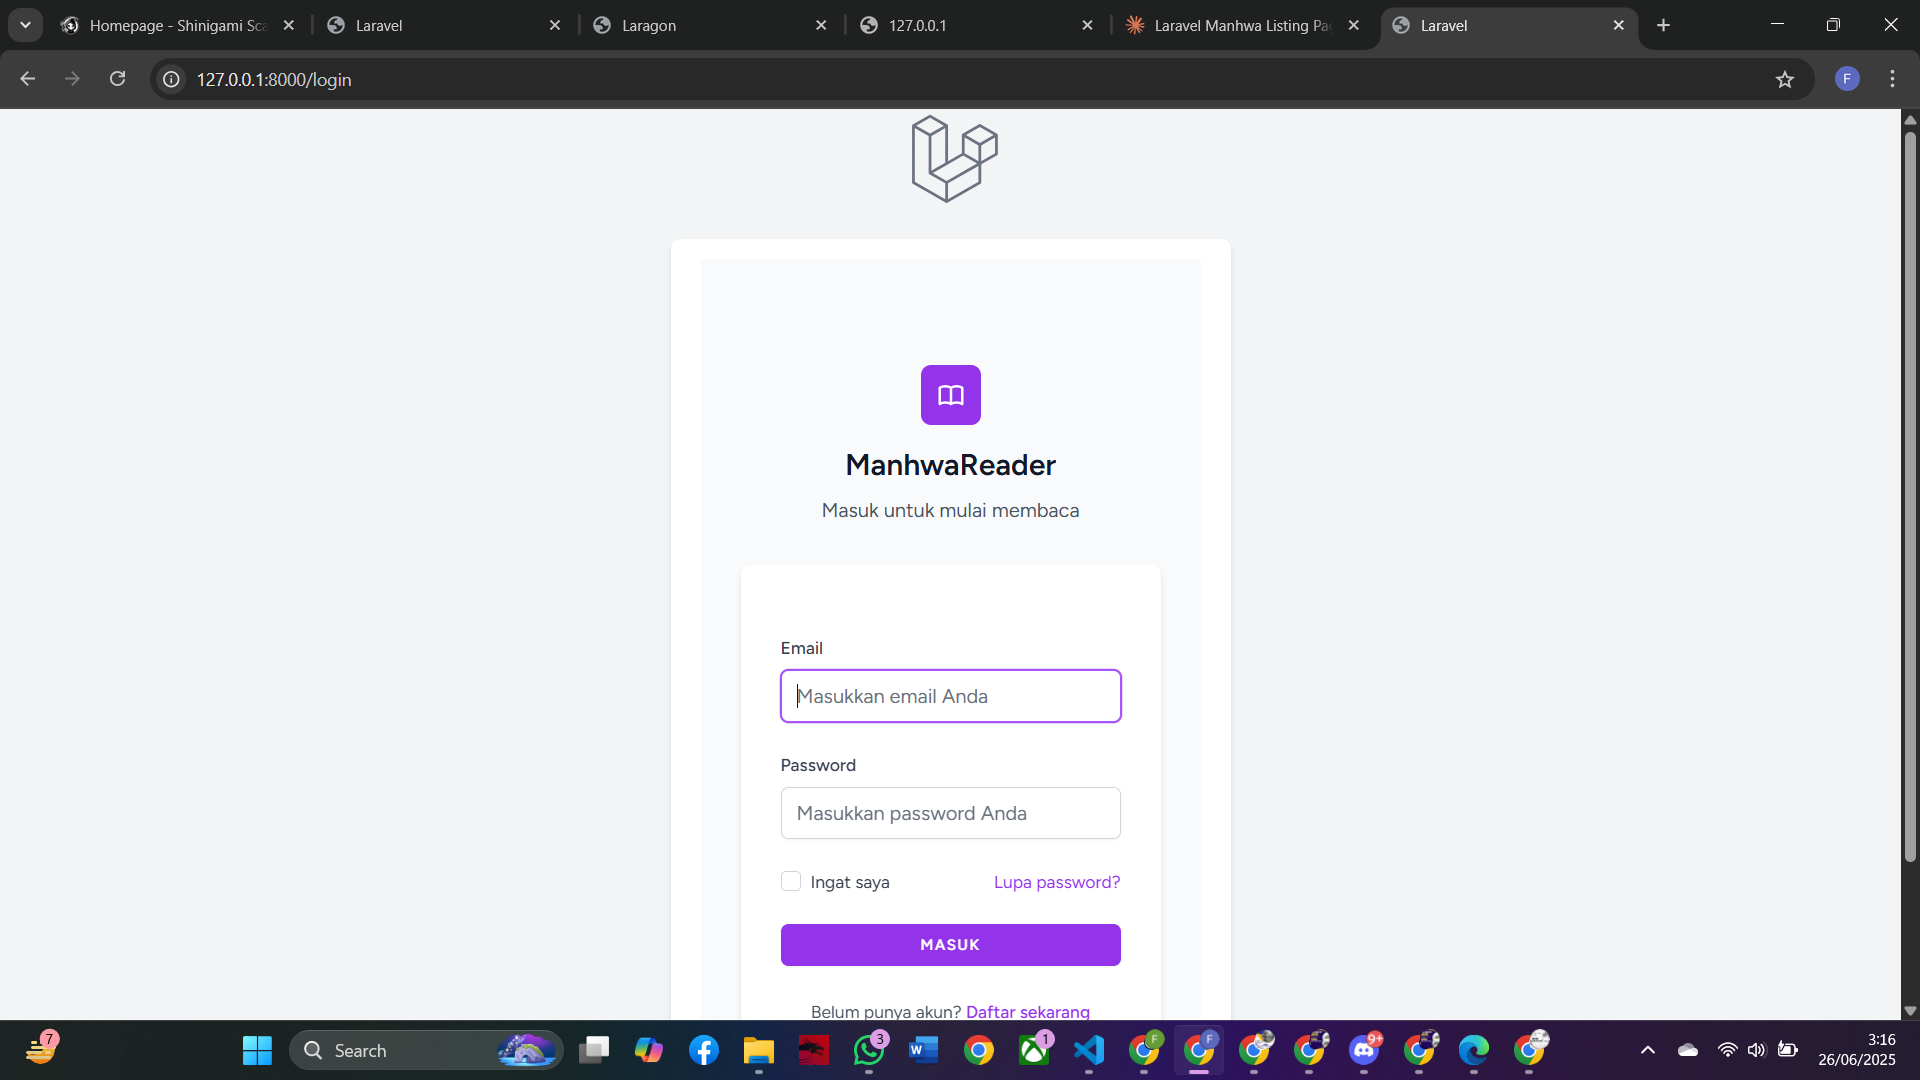 Homepage - Shinigami Sca
Laravel
Laragon
127.0.0.1
Laravel Manhwa Listing Pag
Laravel
127.0.0.1:8000/login
F
ManhwaReader
Masuk untuk mulai membaca
Email
Masukkan email Anda
Password
Masukkan password Anda
Ingat saya
Lupa password?
MASUK
Belum punya akun? Daftar sekarang
7
Search
3
W
1
F
F
9+
3:16
26/06/2025